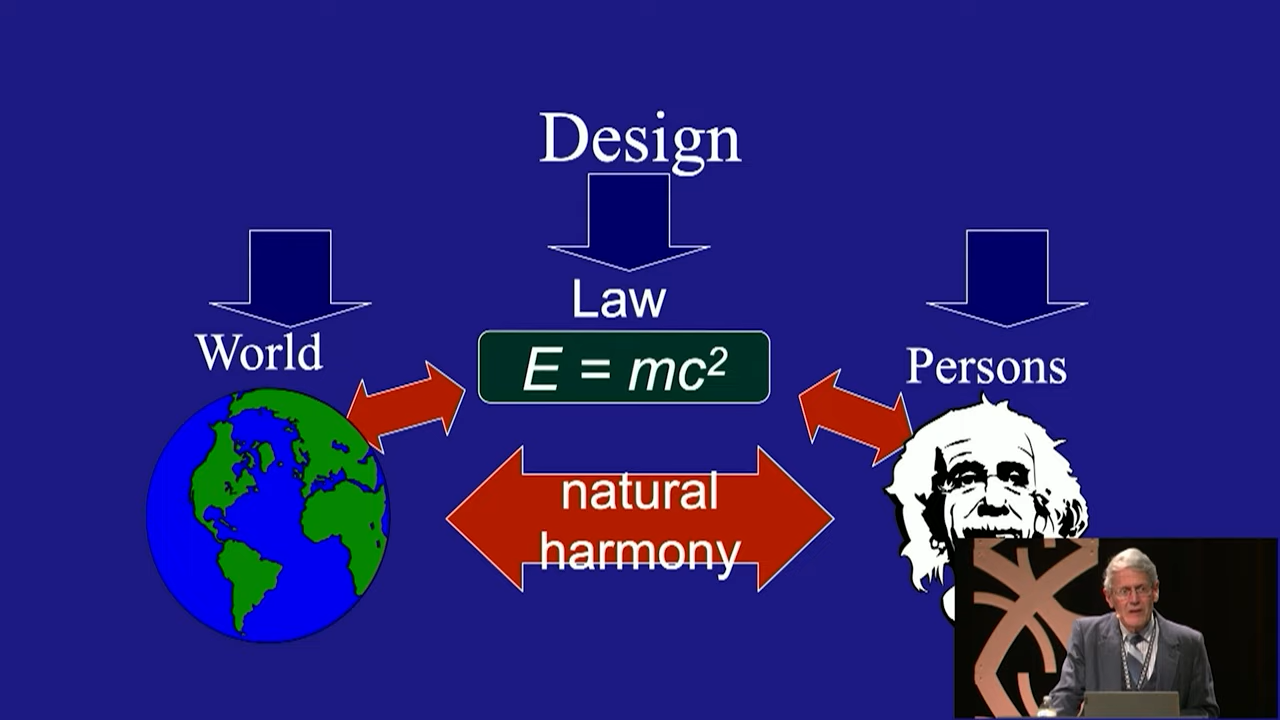 Design
Law
World
E = mc²
Persons
natural
harmony